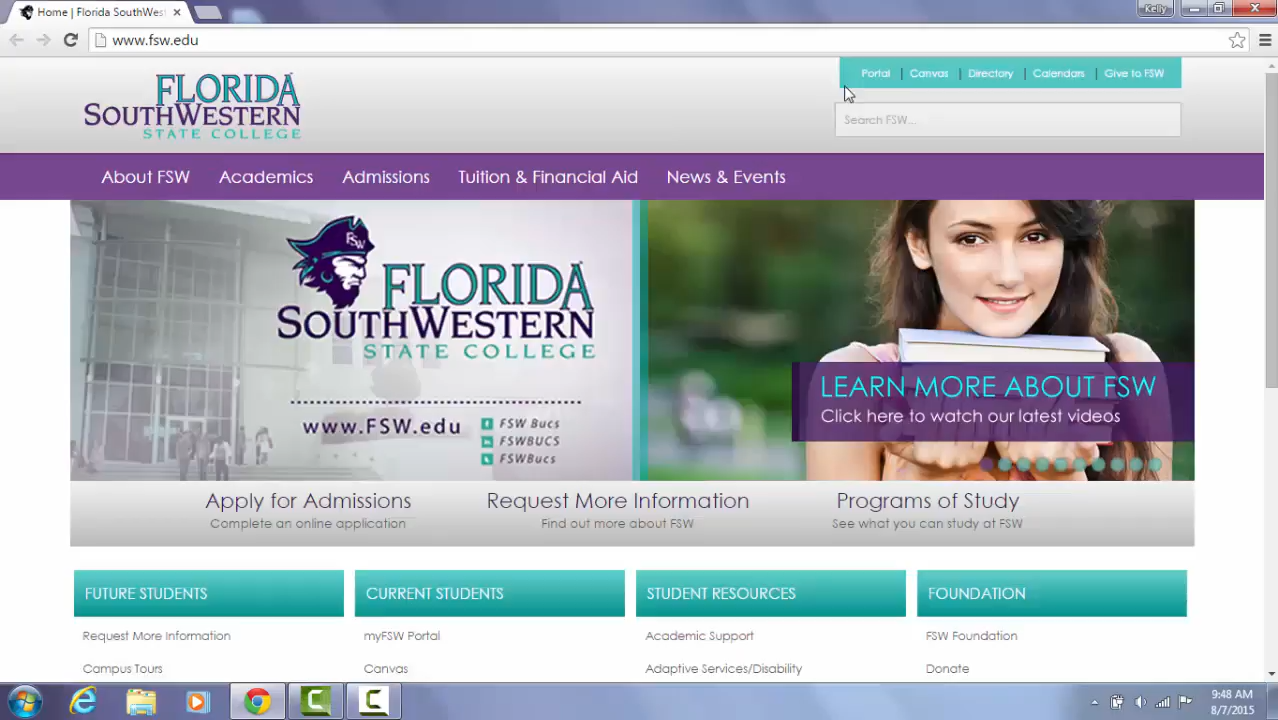 Home | Florida SouthWes
Kelly
www.fsw.edu
Portal | Canvas | Directory | Calendars | Give to FSW
FLORIDA
SOUTHWESTERN
STATE COLLEGE
Search FSW...
About FSW Academics Admissions Tuition & Financial Aid News & Events
FSW
FLORIDA
SOUTHWESTERN
STATE COLLEGE
www.FSW.edu
FSW Bucs
FSWBUCS
FSWBucs
LEARN MORE ABOUT FSW
Click here to watch our latest videos
Apply for Admissions Request More Information Programs of Study
Complete an online application Find out more about FSW See what you can study at FSW
FUTURE STUDENTS CURRENT STUDENTS STUDENT RESOURCES FOUNDATION
Request More Information myFSW Portal Academic Support FSW Foundation
Campus Tours Canvas Adaptive Services/Disability Donate
9:48 AM
8/7/2015